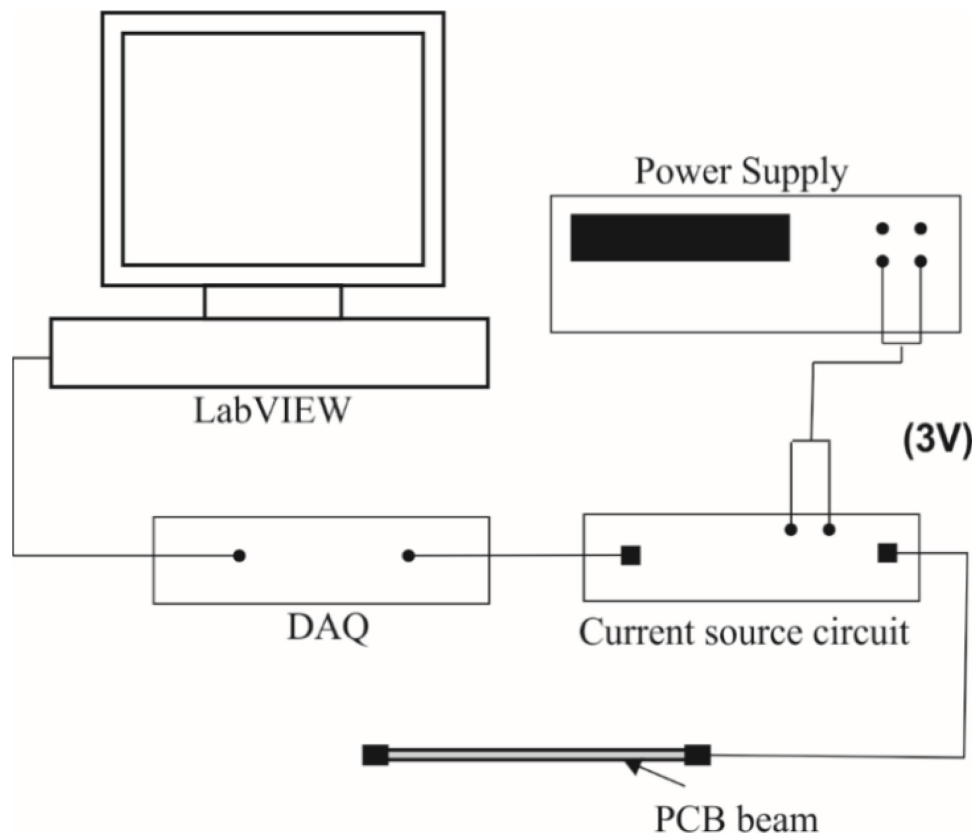 Power Supply
LabVIEW
(3V)
DAQ
Current source circuit
PCB beam